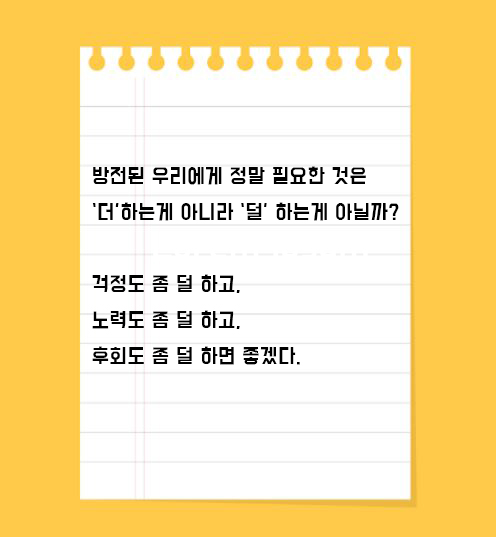 방전된 우리에게 정말 필요한 것은
'더'하는게 아니라 '덜' 하는게 아닐까?
걱정도 좀 덜 하고,
노력도 좀 덜 하고,
후회도 좀 덜 하면 좋겠다.